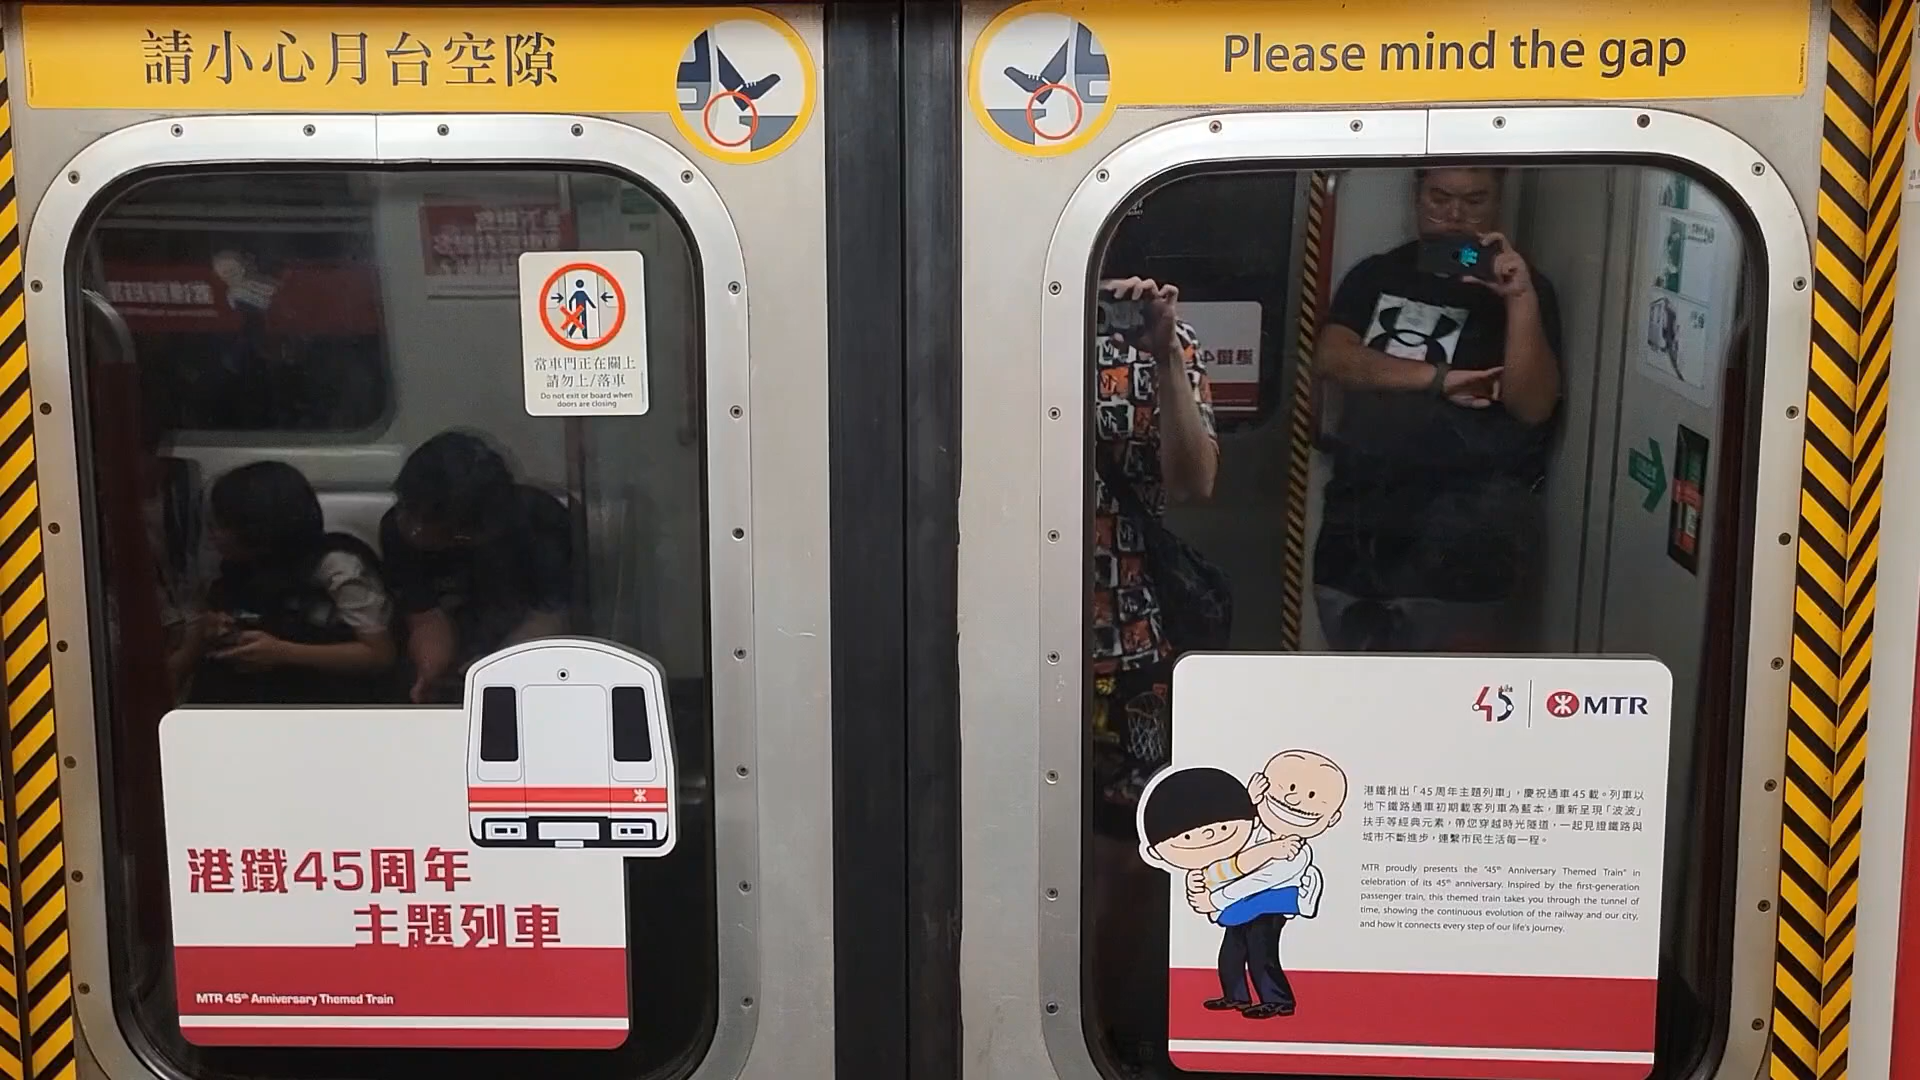 請小心月台空隙
Please mind the gap
當車門正在關上
請勿上/落車
Do not exit or board when
doors are closing
港鐵45周年
主題列車
MTR 45th Anniversary Themed Train
45
MTR
港鐵推出「45周年主題列車」，慶祝通車45載。列車以
地下鐵路通車初期載客列車為藍本，重新呈現「波波」
扶手等經典元素，帶您穿越時光隧道，一起見證鐵路與
城市不斷進步，連繫市民生活每一程。
MTR proudly presents the "45th Anniversary Themed Train" in
celebration of its 45th anniversary. Inspired by the first-generation
passenger train, this themed train takes you through the tunnel of
time, showing the continuous evolution of the railway and our city,
and how it connects every step of our life's journey.